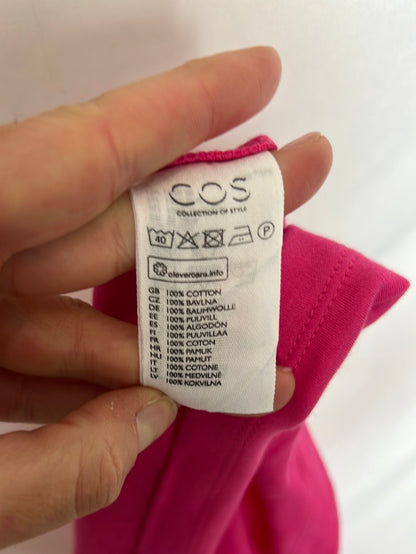 COS
COLLECTION OF STYLE
40 P
clevercare.info
GB 100% COTTON
CZ 100% BAVLNA
DE 100% BAUMWOLLE
EE 100% PUUVILL
ES 100% ALGODÓN
FI 100% PUUVILLAA
FR 100% COTON
HR 100% PAMUK
HU 100% PAMUT
IT 100% COTONE
LT 100% MEDVILNĖ
LV 100% KOKVILNA